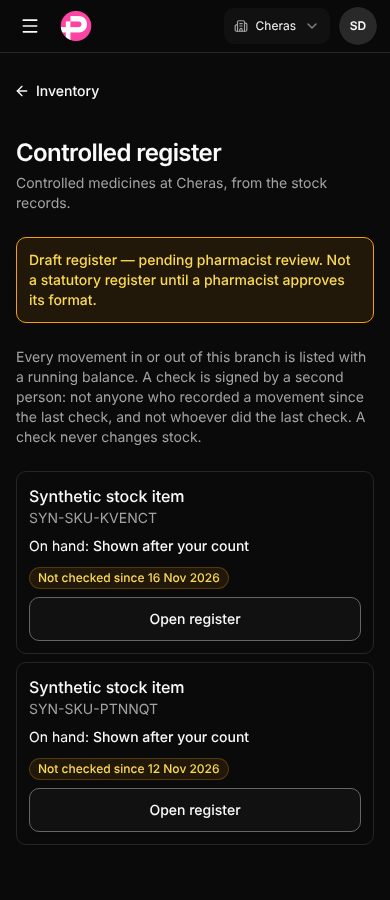 Cheras
SD
Inventory
Controlled register
Controlled medicines at Cheras, from the stock
records.
Draft register — pending pharmacist review. Not
a statutory register until a pharmacist approves
its format.
Every movement in or out of this branch is listed with
a running balance. A check is signed by a second
person: not anyone who recorded a movement since
the last check, and not whoever did the last check. A
check never changes stock.
Synthetic stock item
SYN-SKU-KVENCT
On hand: Shown after your count
Not checked since 16 Nov 2026
Open register
Synthetic stock item
SYN-SKU-PTNNQT
On hand: Shown after your count
Not checked since 12 Nov 2026
Open register